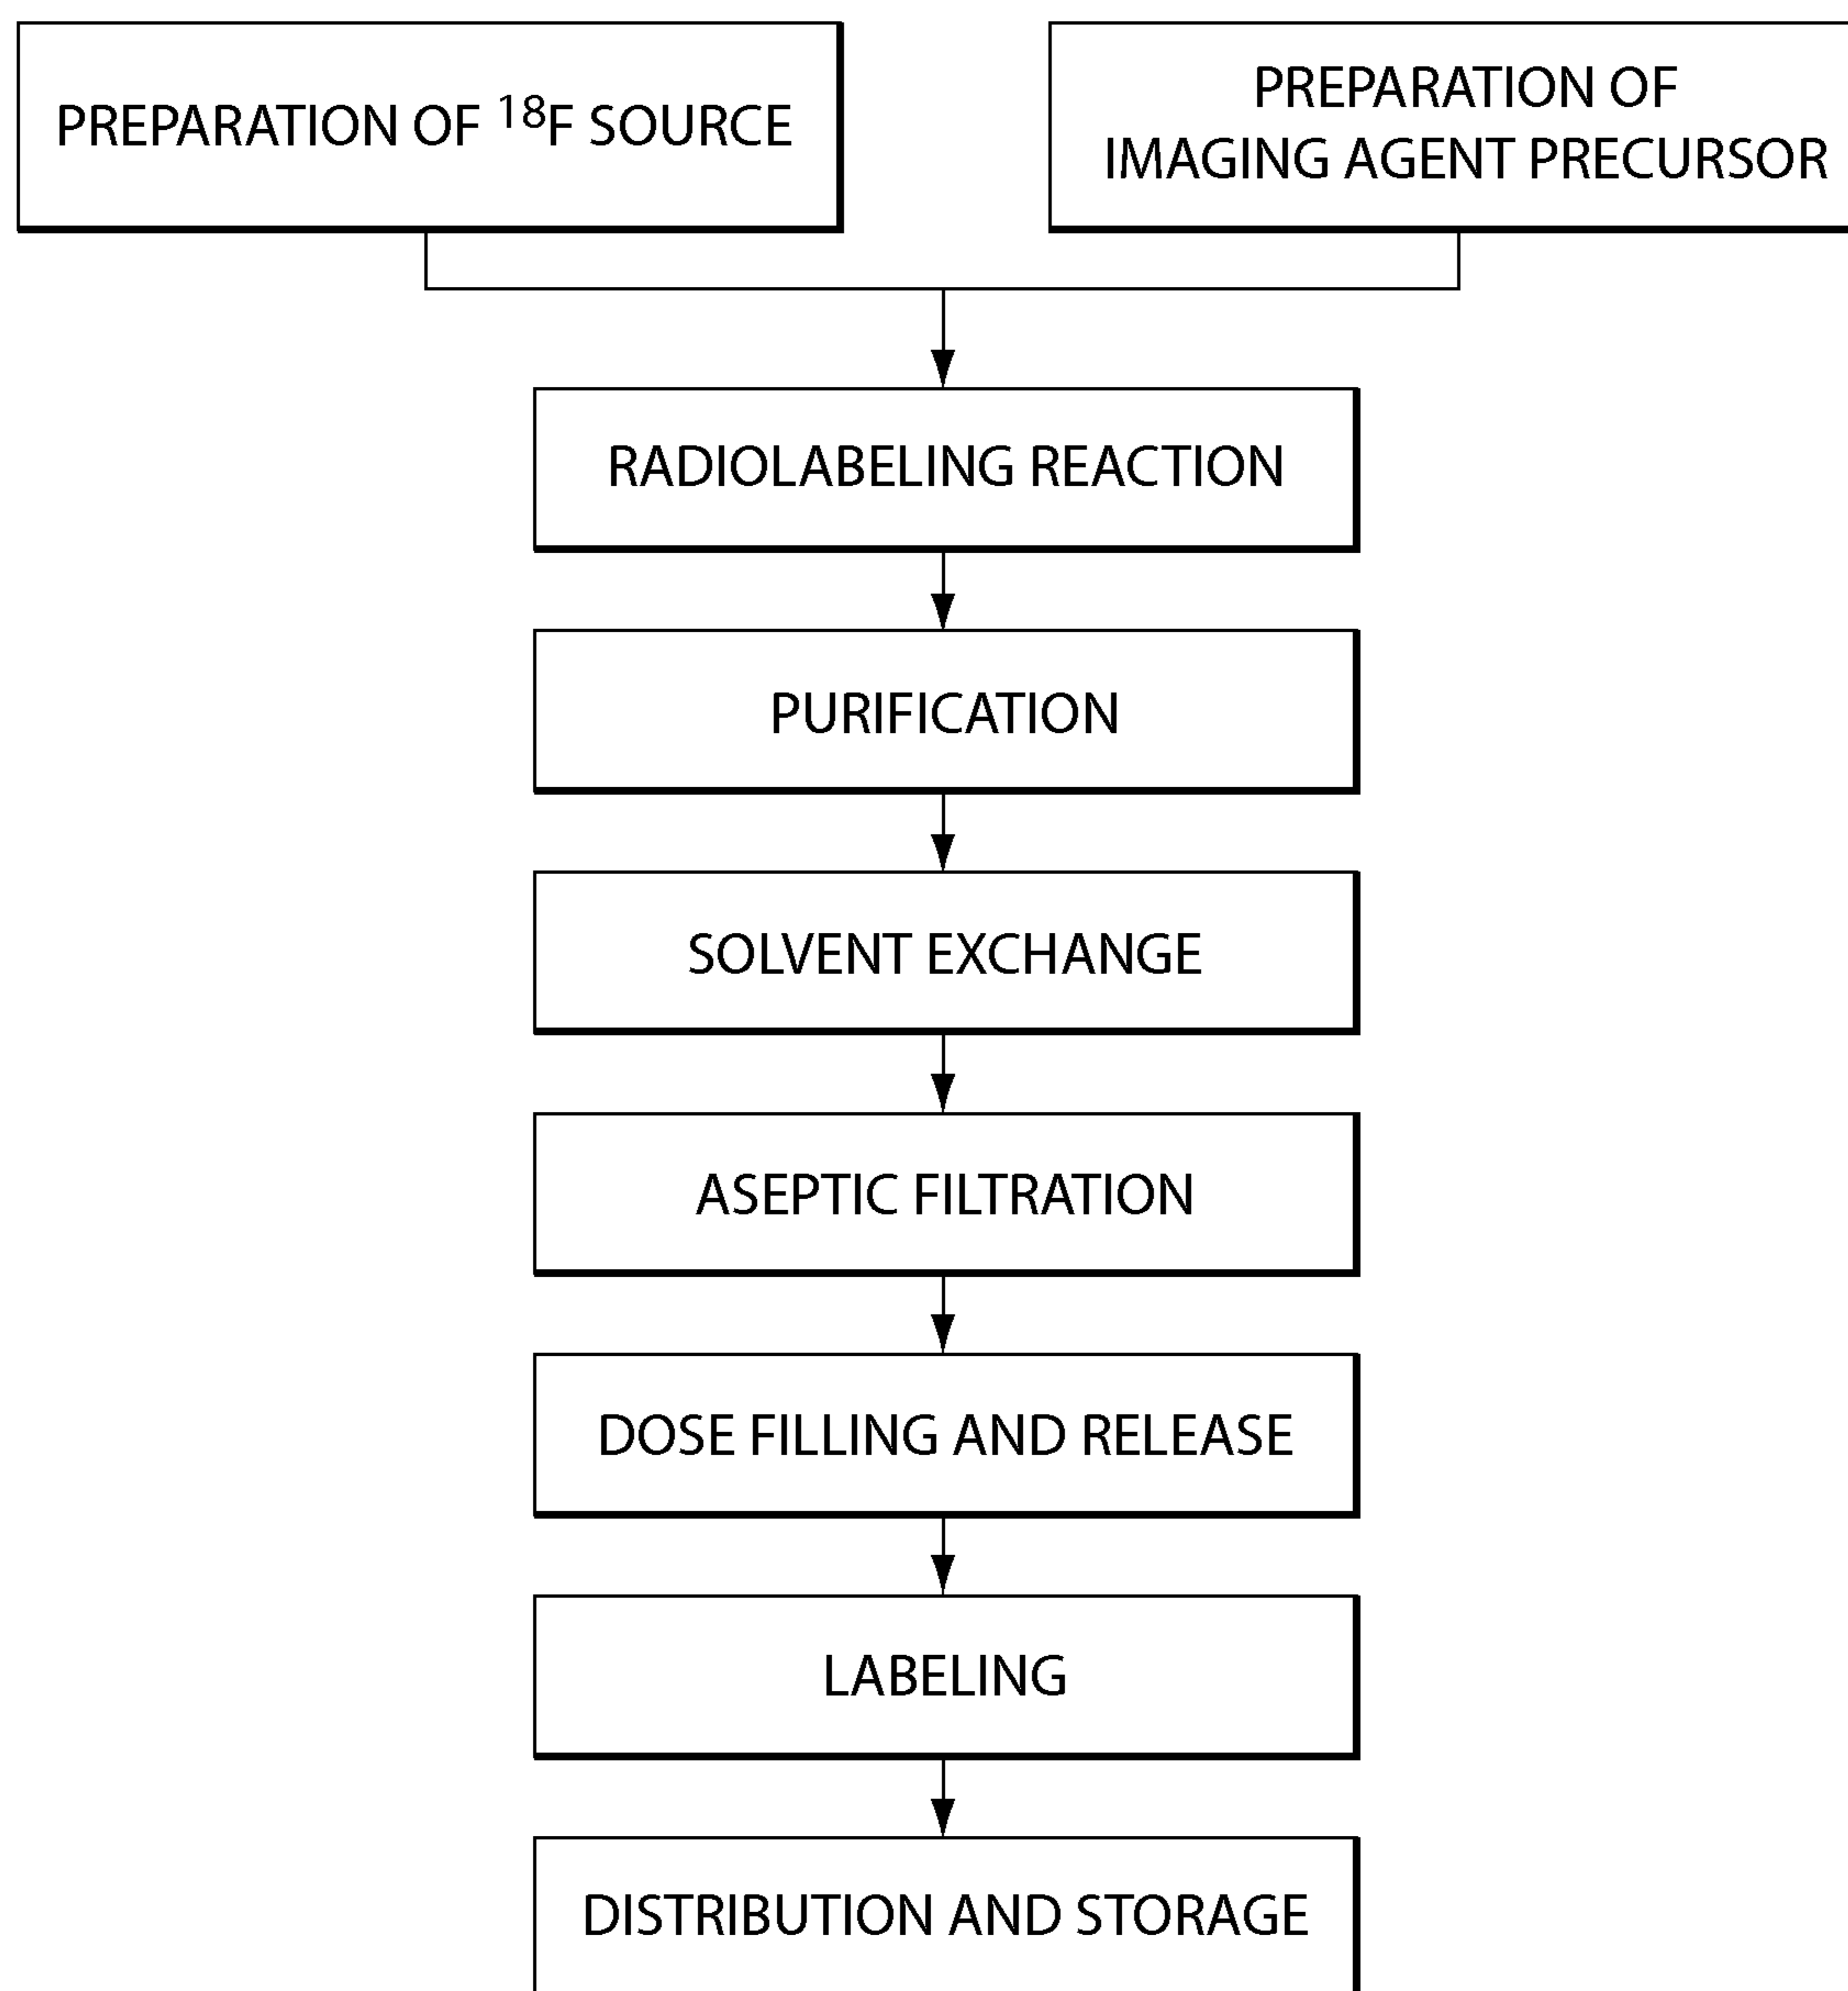 PREPARATION OF ¹⁸F SOURCE
PREPARATION OF
IMAGING AGENT PRECURSOR
RADIOLABELING REACTION
PURIFICATION
SOLVENT EXCHANGE
ASEPTIC FILTRATION
DOSE FILLING AND RELEASE
LABELING
DISTRIBUTION AND STORAGE